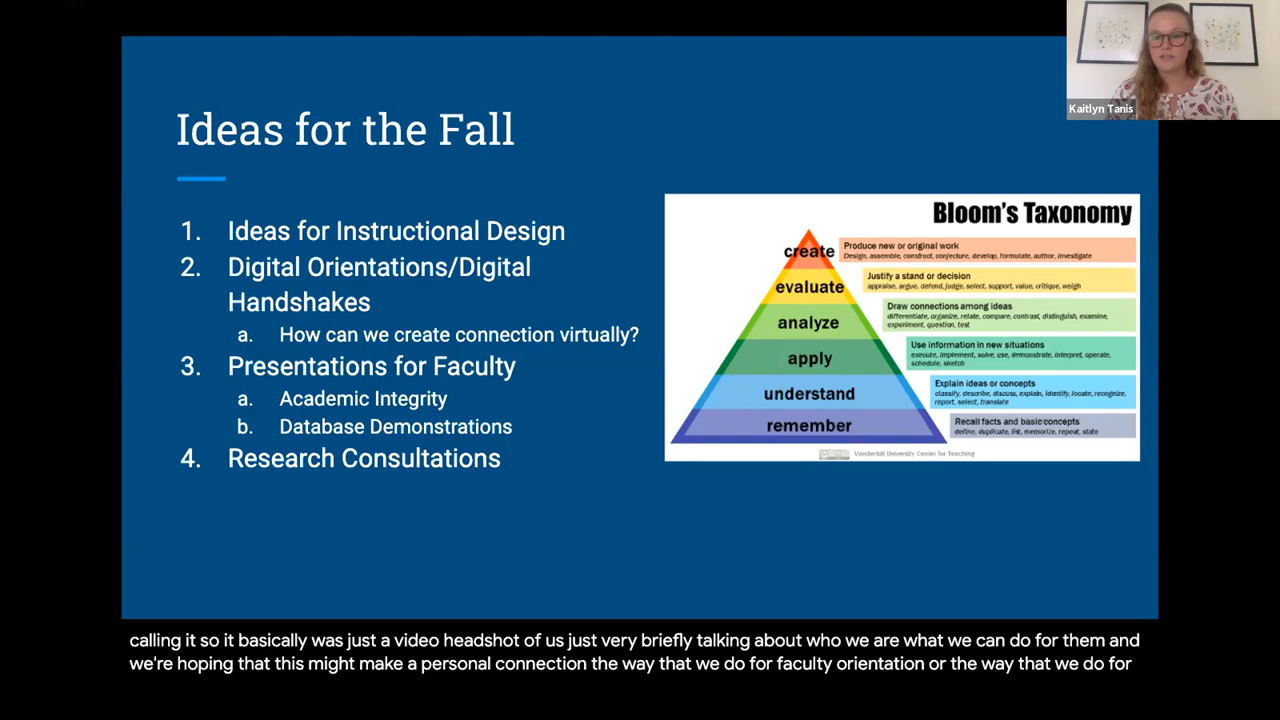 Kaitlyn Tanis
Ideas for the Fall
1. Ideas for Instructional Design
2. Digital Orientations/Digital
Handshakes
a. How can we create connection virtually?
3. Presentations for Faculty
a. Academic Integrity
b. Database Demonstrations
4. Research Consultations
Bloom's Taxonomy
create
Produce new or original work
Design, assemble, construct, conjecture, develop, formulate, author, investigate
evaluate
Justify a stand or decision
appraise, argue, defend, judge, select, support, value, critique, weigh
analyze
Draw connections among ideas
differentiate, organize, relate, compare, contrast, distinguish, examine,
experiment, question, test
apply
Use information in new situations
execute, implement, solve, use, demonstrate, interpret, operate,
schedule, sketch
understand
Explain ideas or concepts
classify, describe, discuss, explain, identify, locate, recognize,
report, select, translate
remember
Recall facts and basic concepts
define, duplicate, list, memorize, repeat, state
Vanderbilt University Center for Teaching
calling it so it basically was just a video headshot of us just very briefly talking about who we are what we can do for them and
we're hoping that this might make a personal connection the way that we do for faculty orientation or the way that we do for